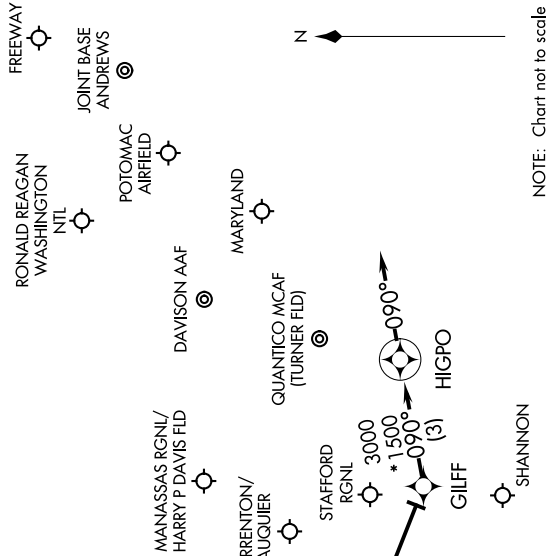 FREEWAY
JOINT BASE
ANDREWS
N
RONALD REAGAN
WASHINGTON
NTL
POTOMAC
AIRFIELD
MARYLAND
DAVISON AAF
QUANTICO MCAF
(TURNER FLD)
090°
HIGPO
MANASSAS RGNL/
HARRY P DAVIS FLD
STAFFORD
RGNL
3000
*1500
090°
(3)
GILFF
SHANNON
NOTE: Chart not to scale